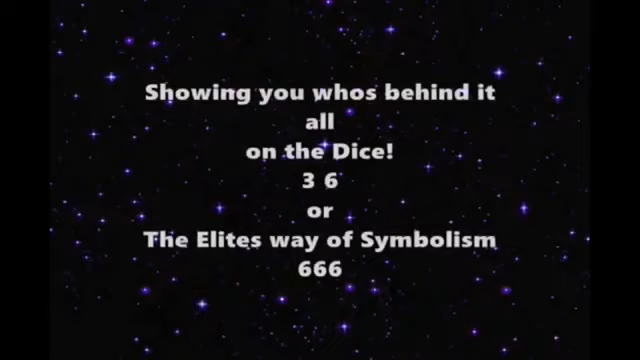 Showing you whos behind it
all
on the Dice!
3 6
or
The Elites way of Symbolism
666